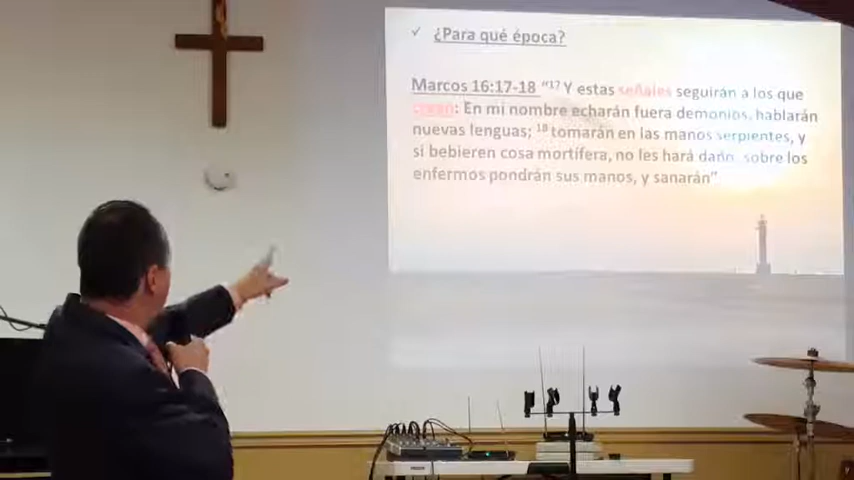 ✓ ¿Para qué época?
Marcos 16:17-18 “17 Y estas señales seguirán a los que
creen: En mi nombre echarán fuera demonios, hablarán
nuevas lenguas; 18 tomarán en las manos serpientes, y
si bebieren cosa mortífera, no les hará daño, sobre los
enfermos pondrán sus manos, y sanarán”